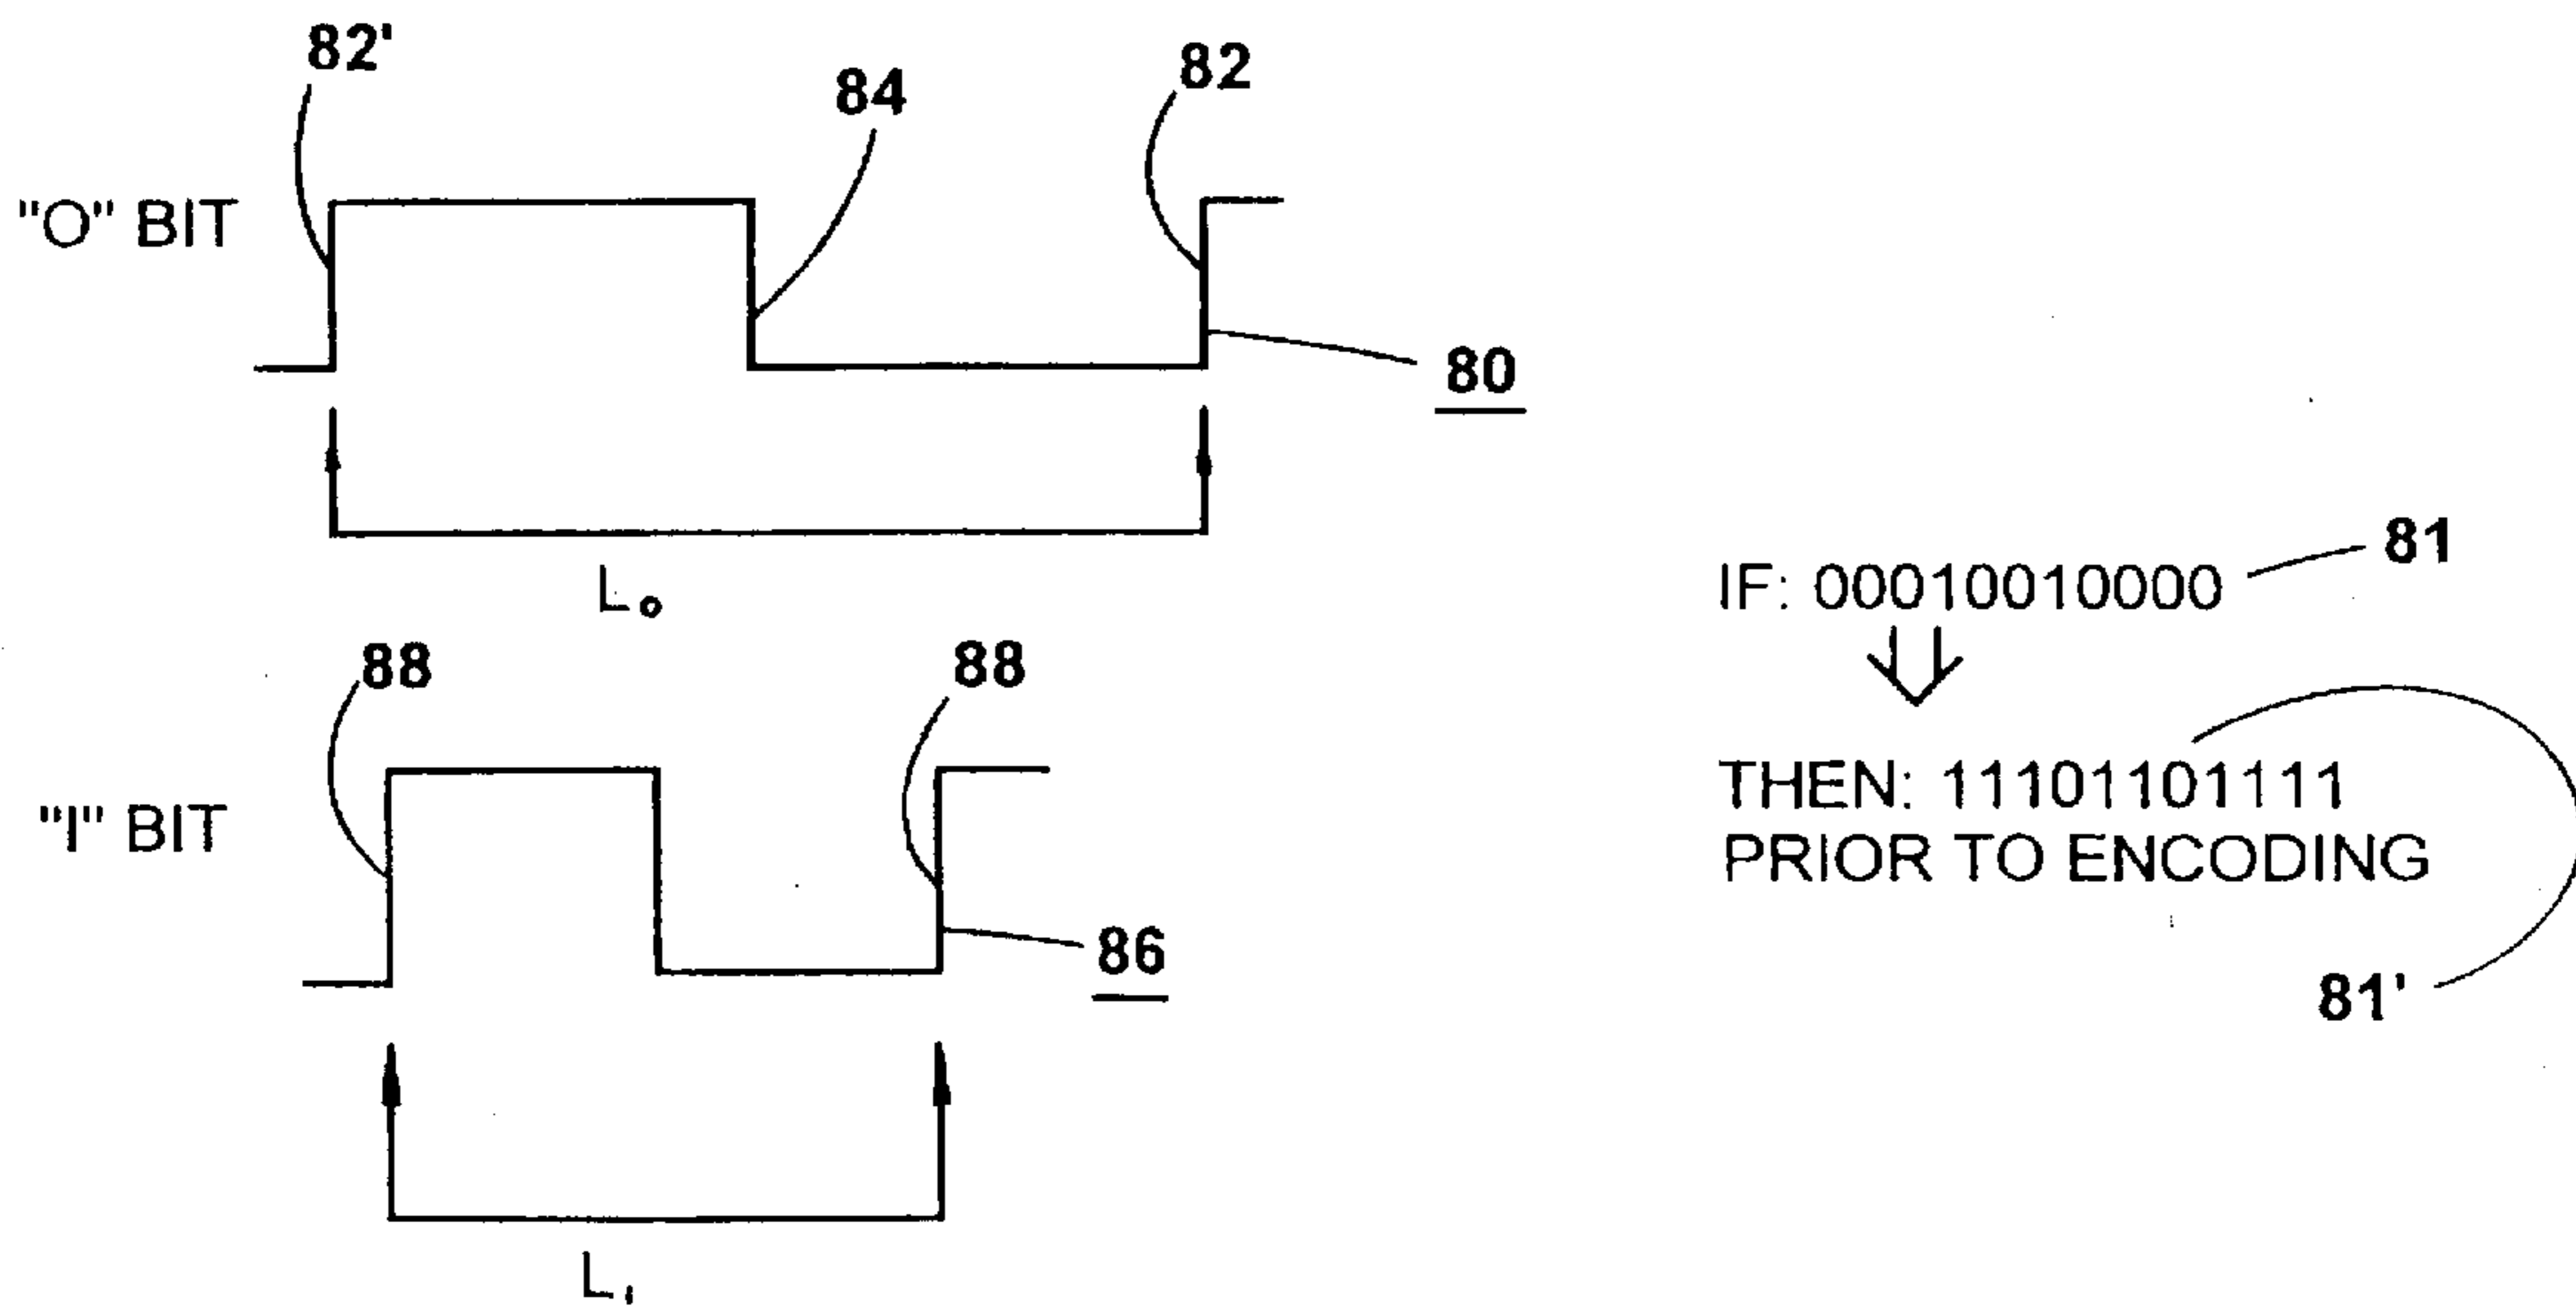 82'
84
82
"O" BIT
80
L₀
88
88
"I" BIT
86
L₁
IF: 00010010000
81
THEN: 11101101111
PRIOR TO ENCODING
81'